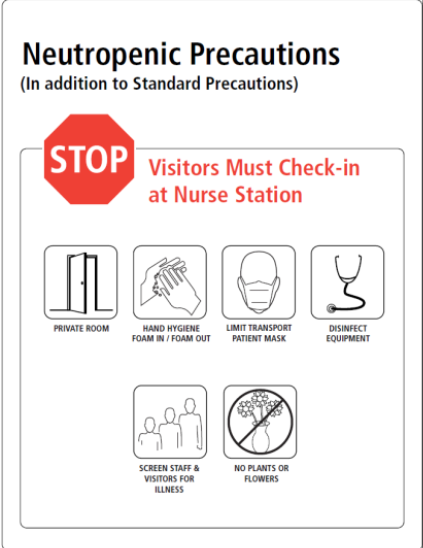 Neutropenic Precautions
(In addition to Standard Precautions)
STOP
Visitors Must Check-in
at Nurse Station
PRIVATE ROOM
HAND HYGIENE
FOAM IN / FOAM OUT
LIMIT TRANSPORT
PATIENT MASK
DISINFECT
EQUIPMENT
SCREEN STAFF &
VISITORS FOR
ILLNESS
NO PLANTS OR
FLOWERS